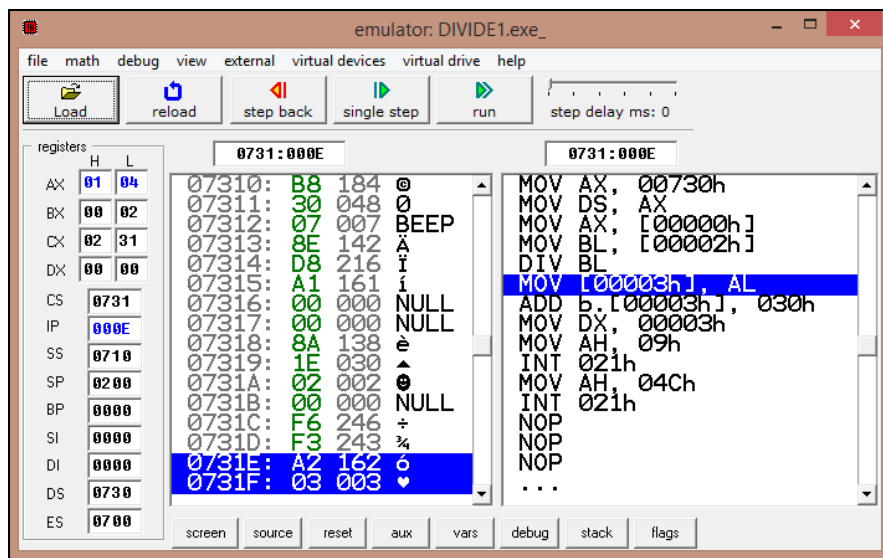 emulator: DIVIDE1.exe_
file math debug view external virtual devices virtual drive help
Load reload step back single step run step delay ms: 0
registers
H L
AX 01 04
BX 00 02
CX 02 31
DX 00 00
CS 0731
IP 000E
SS 0710
SP 0200
BP 0000
SI 0000
DI 0000
DS 0730
ES 0700
0731:000E
07310: B8 184 ©
07311: 30 048 0
07312: 07 007 BEEP
07313: 8E 142 Ä
07314: D8 216 Ï
07315: A1 161 í
07316: 00 000 NULL
07317: 00 000 NULL
07318: 8A 138 è
07319: 1E 030 ▲
0731A: 02 002 ☻
0731B: 00 000 NULL
0731C: F6 246 ÷
0731D: F3 243 ¾
0731E: A2 162 ó
0731F: 03 003 ♥
0731:000E
MOV AX, 00730h
MOV DS, AX
MOV AX, [00000h]
MOV BL, [00002h]
DIV BL
MOV [00003h], AL
ADD b.[00003h], 030h
MOV DX, 00003h
MOV AH, 09h
INT 021h
MOV AH, 04Ch
INT 021h
NOP
NOP
NOP
...
screen source reset aux vars debug stack flags